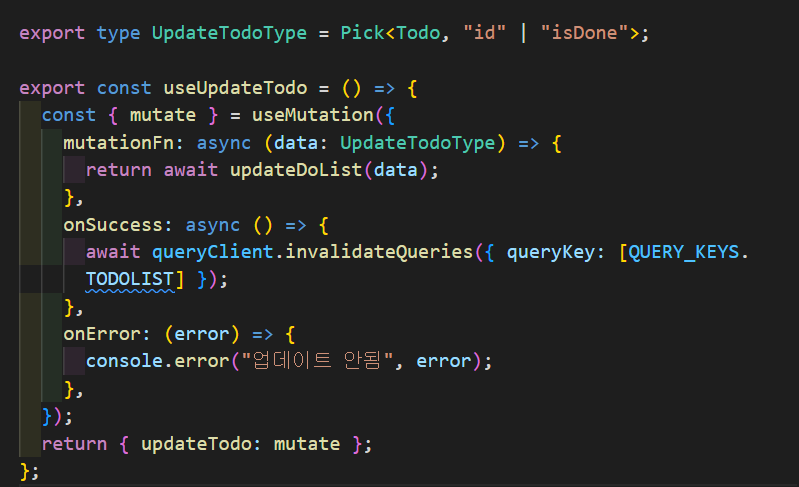 export type UpdateTodoType = Pick<Todo, "id" | "isDone">;
export const useUpdateTodo = () => {
const { mutate } = useMutation({
mutationFn: async (data: UpdateTodoType) => {
return await updateDoList(data);
},
onSuccess: async () => {
await queryClient.invalidateQueries({ queryKey: [QUERY_KEYS.
TODOLIST] });
},
onError: (error) => {
console.error("업데이트 안됨", error);
},
});
return { updateTodo: mutate };
};